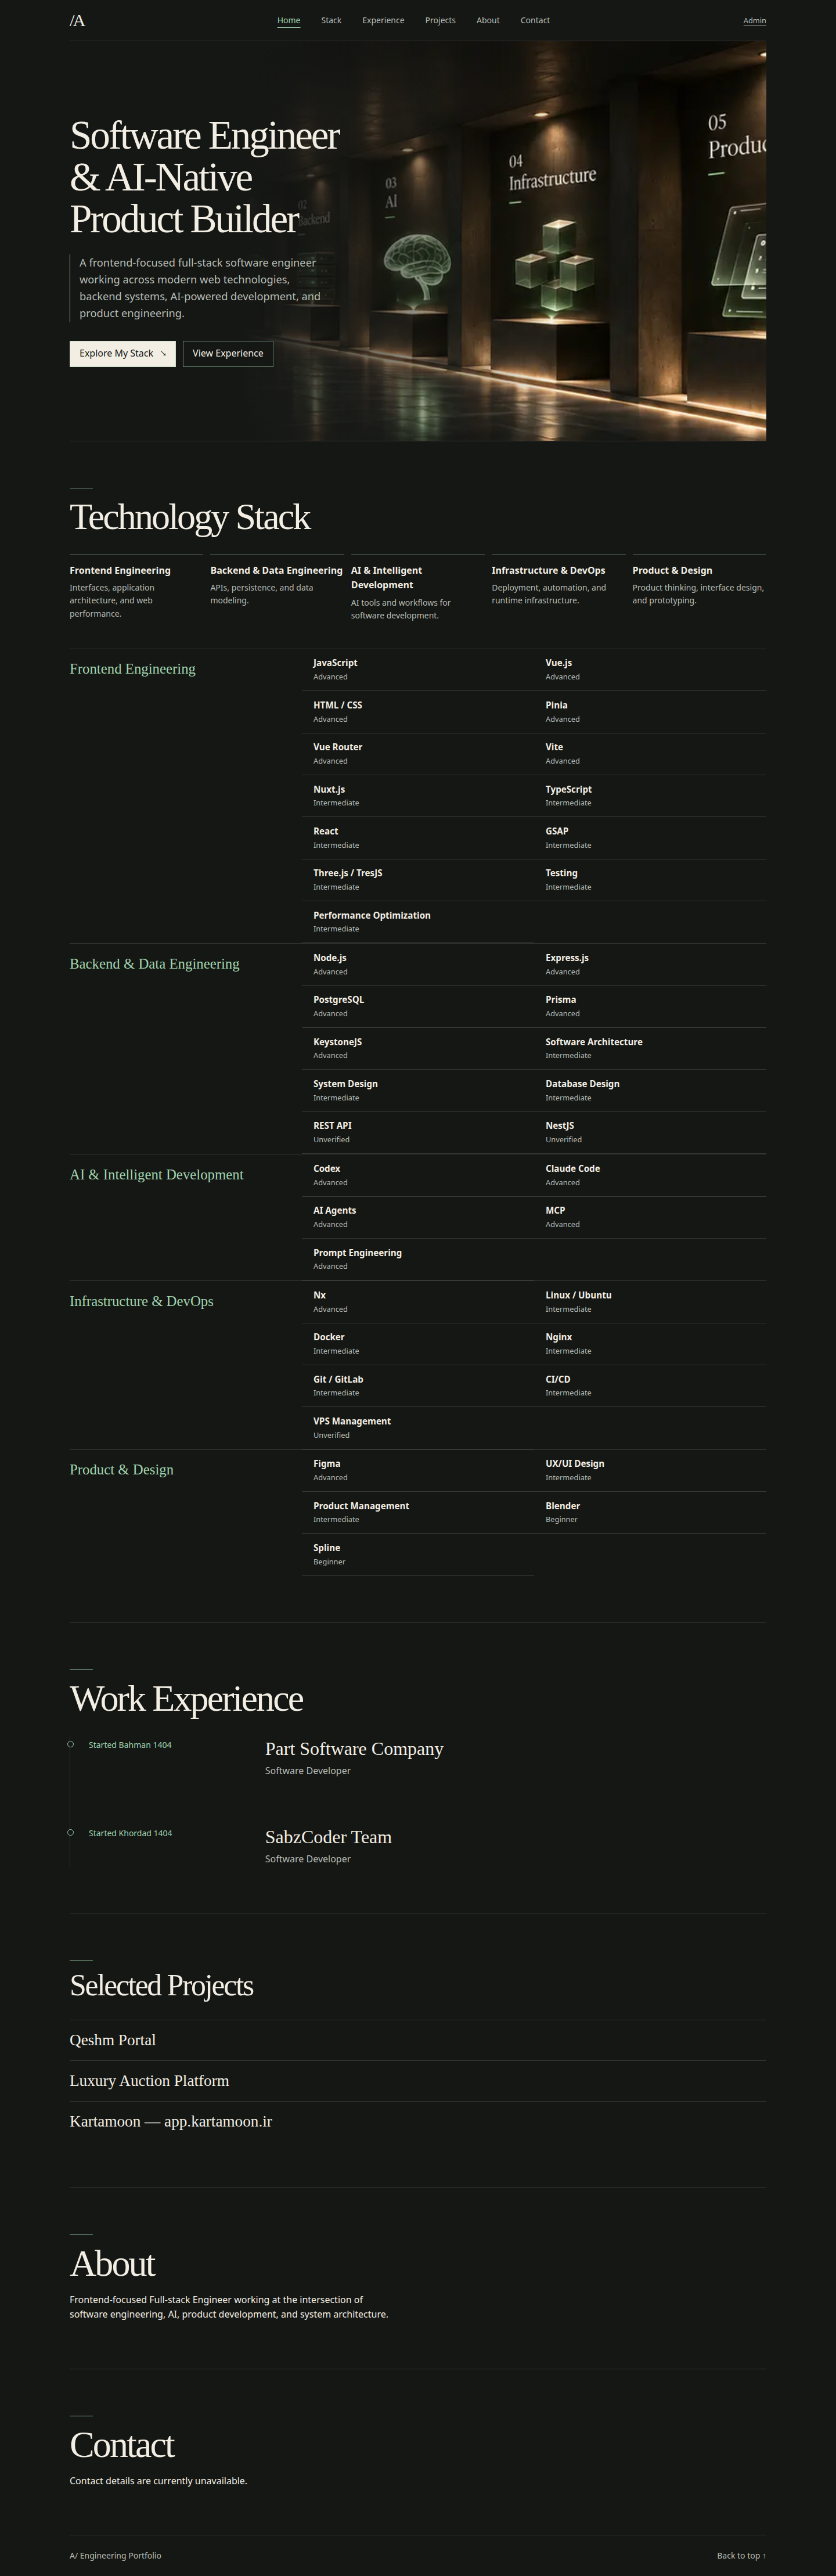 /A
Home
Stack
Experience
Projects
About
Contact
Admin
Software Engineer
& AI-Native
Product Builder
A frontend-focused full-stack software engineer
working across modern web technologies,
backend systems, AI-powered development, and
product engineering.
Explore My Stack ↘
View Experience
02
Backend
03
AI
04
Infrastructure
05
Produc
Technology Stack
Frontend Engineering
Interfaces, application
architecture, and web
performance.
Backend & Data Engineering
APIs, persistence, and data
modeling.
AI & Intelligent
Development
AI tools and workflows for
software development.
Infrastructure & DevOps
Deployment, automation, and
runtime infrastructure.
Product & Design
Product thinking, interface design,
and prototyping.
Frontend Engineering
JavaScript
Advanced
Vue.js
Advanced
HTML / CSS
Advanced
Pinia
Advanced
Vue Router
Advanced
Vite
Advanced
Nuxt.js
Intermediate
TypeScript
Intermediate
React
Intermediate
GSAP
Intermediate
Three.js / TresJS
Intermediate
Testing
Intermediate
Performance Optimization
Intermediate
Backend & Data Engineering
Node.js
Advanced
Express.js
Advanced
PostgreSQL
Advanced
Prisma
Advanced
KeystoneJS
Advanced
Software Architecture
Intermediate
System Design
Intermediate
Database Design
Intermediate
REST API
Unverified
NestJS
Unverified
AI & Intelligent Development
Codex
Advanced
Claude Code
Advanced
AI Agents
Advanced
MCP
Advanced
Prompt Engineering
Advanced
Infrastructure & DevOps
Nx
Advanced
Linux / Ubuntu
Intermediate
Docker
Intermediate
Nginx
Intermediate
Git / GitLab
Intermediate
CI/CD
Intermediate
VPS Management
Unverified
Product & Design
Figma
Advanced
UX/UI Design
Intermediate
Product Management
Intermediate
Blender
Beginner
Spline
Beginner
Work Experience
Started Bahman 1404
Part Software Company
Software Developer
Started Khordad 1404
SabzCoder Team
Software Developer
Selected Projects
Qeshm Portal
Luxury Auction Platform
Kartamoon — app.kartamoon.ir
About
Frontend-focused Full-stack Engineer working at the intersection of
software engineering, AI, product development, and system architecture.
Contact
Contact details are currently unavailable.
A/ Engineering Portfolio
Back to top ↑